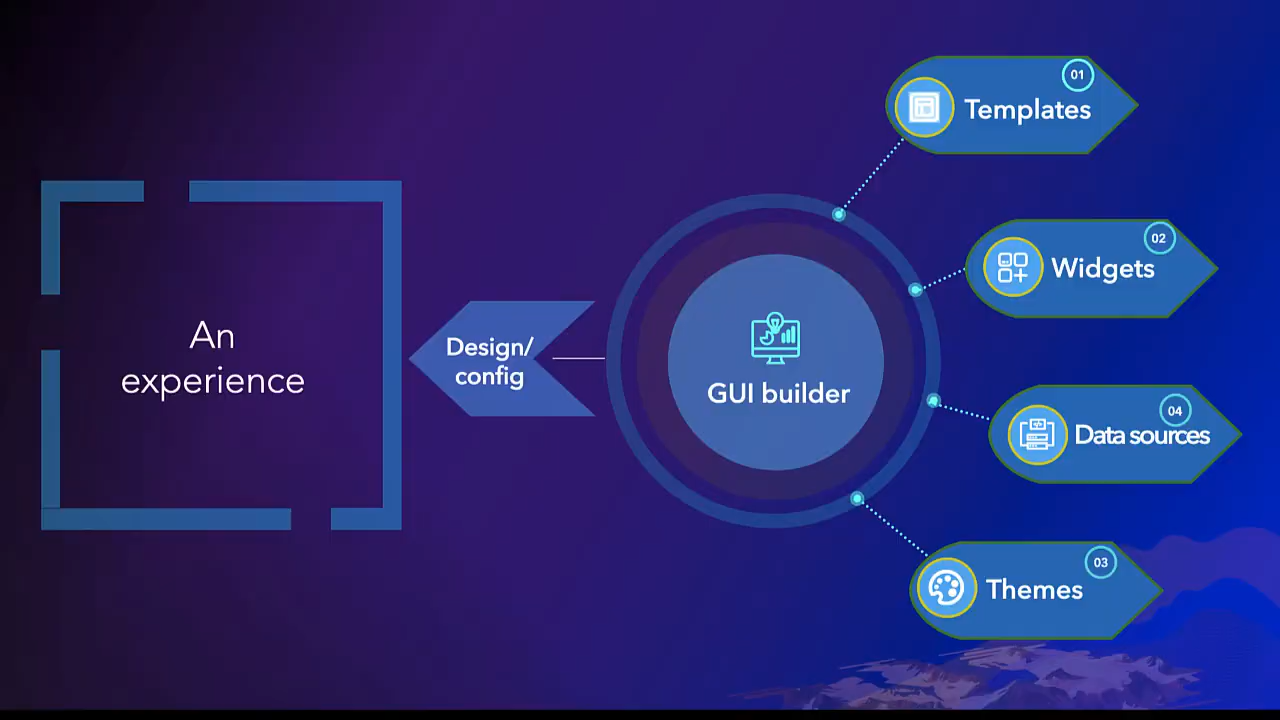 01
Templates
02
Widgets
An
experience
Design/
config
GUI builder
04
Data sources
03
Themes